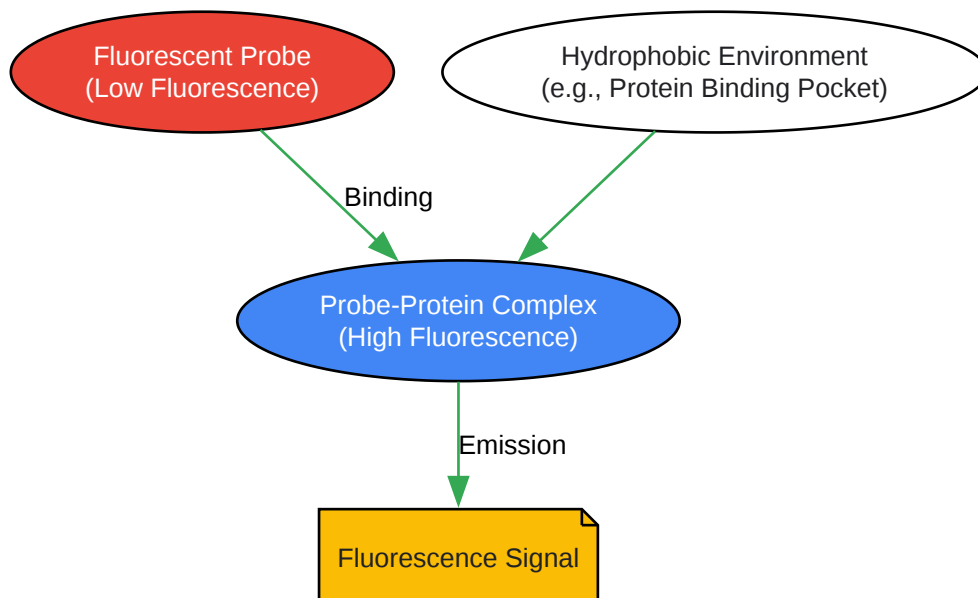 Fluorescent Probe
(Low Fluorescence)
Hydrophobic Environment
(e.g., Protein Binding Pocket)
Binding
Probe-Protein Complex
(High Fluorescence)
Emission
Fluorescence Signal